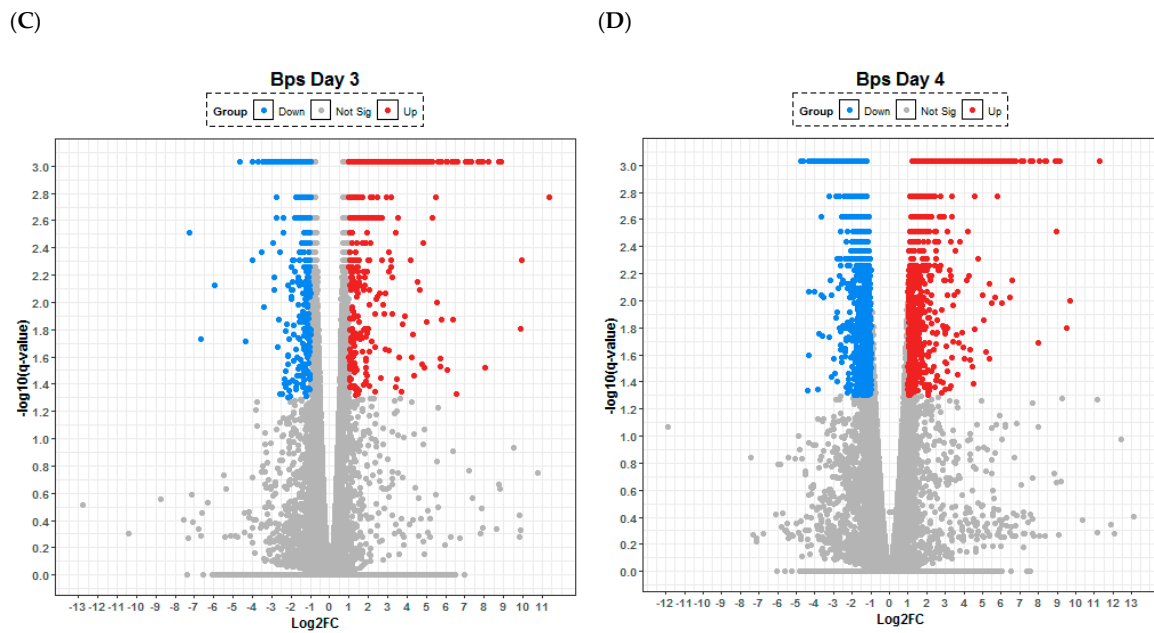 (C)
Bps Day 3
Group Down Not Sig Up
-log10(q-value)
3.0
2.8
2.6
2.4
2.2
2.0
1.8
1.6
1.4
1.2
1.0
0.8
0.6
0.4
0.2
0.0
-13 -12 -11 -10 -9 -8 -7 -6 -5 -4 -3 -2 -1 0 1 2 3 4 5 6 7 8 9 10 11
Log2FC
(D)
Bps Day 4
Group Down Not Sig Up
-log10(q-value)
3.0
2.8
2.6
2.4
2.2
2.0
1.8
1.6
1.4
1.2
1.0
0.8
0.6
0.4
0.2
0.0
-12 -11 -10 -9 -8 -7 -6 -5 -4 -3 -2 -1 0 1 2 3 4 5 6 7 8 9 10 11 12 13
Log2FC